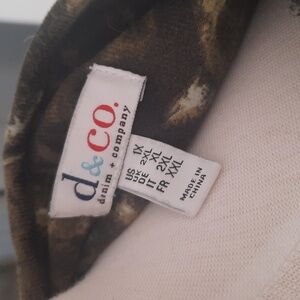 d&co.
denim + company
US 1X
UK 2XL
DE XL
IT 2XL
FR XXL
MADE IN
CHINA